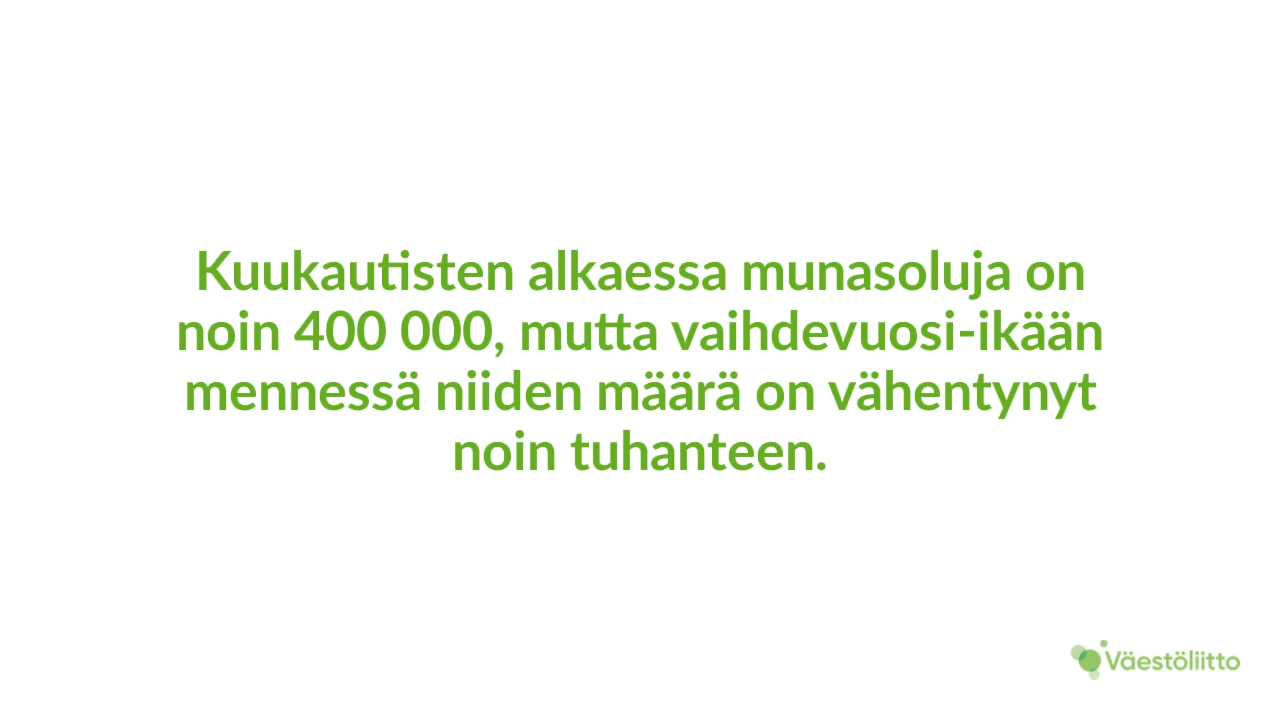 Kuukautisten alkaessa munasoluja on
noin 400 000, mutta vaihdevuosi-ikään
mennessä niiden määrä on vähentynyt
noin tuhanteen.
Väestöliitto